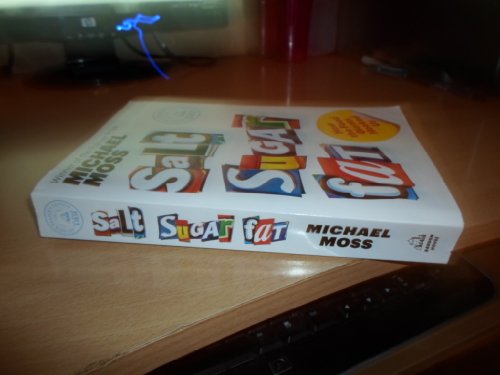 MICHAEL
MOSS
SaLt
SUGAR
faT
SaLt SUGAR faT
MICHAEL
MOSS